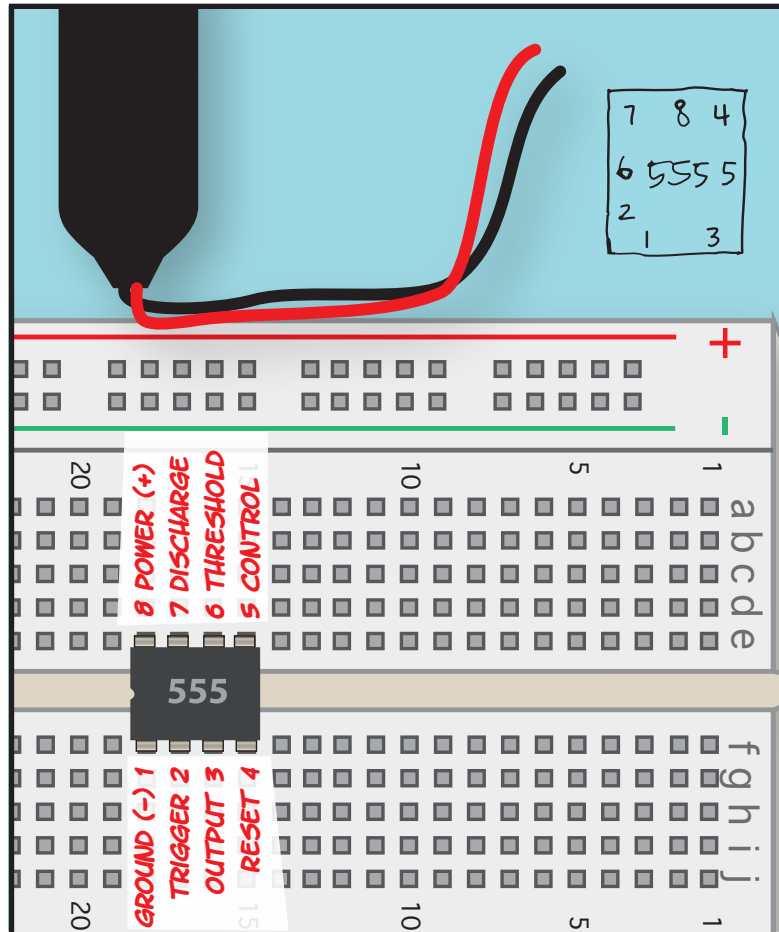 7 8 4
6 555 5
2
1 3
+
-
20 15 10 5 1
a
b
c
d
e
8 POWER (+)
7 DISCHARGE
6 THRESHOLD
5 CONTROL
555
GROUND (-) 1
TRIGGER 2
OUTPUT 3
RESET 4
f
g
h
i
j
20 15 10 5 1